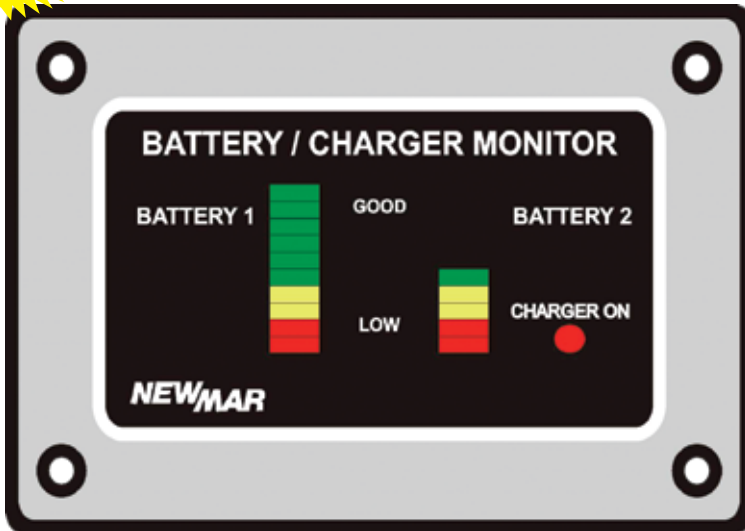 BATTERY / CHARGER MONITOR
BATTERY 1
GOOD
BATTERY 2
LOW
CHARGER ON
NEWMAR